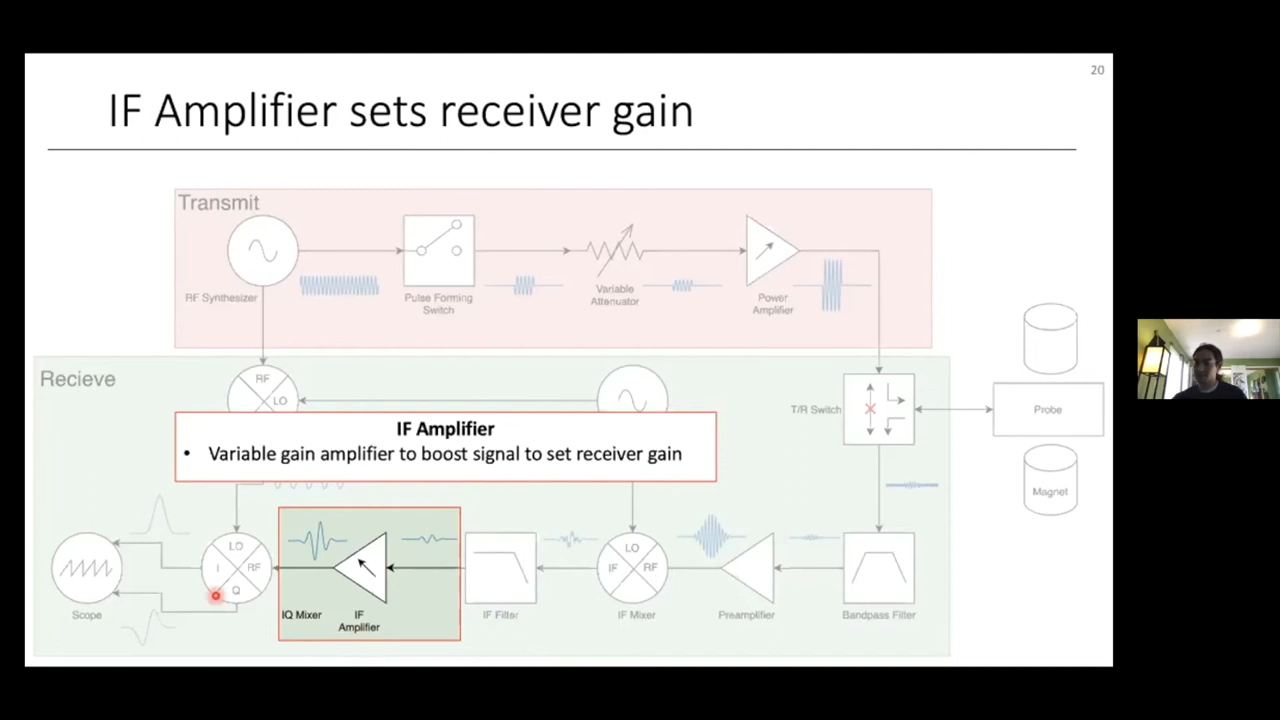 20
IF Amplifier sets receiver gain
Transmit
RF Synthesizer
Pulse Forming
Switch
Variable
Attenuator
Power
Amplifier
Recieve
RF
LO
T/R Switch
Probe
IF Amplifier
• Variable gain amplifier to boost signal to set receiver gain
Magnet
LO
I
RF
Q
LO
IF
RF
Scope
IQ Mixer
IF
Amplifier
IF Filter
IF Mixer
Preamplifier
Bandpass Filter